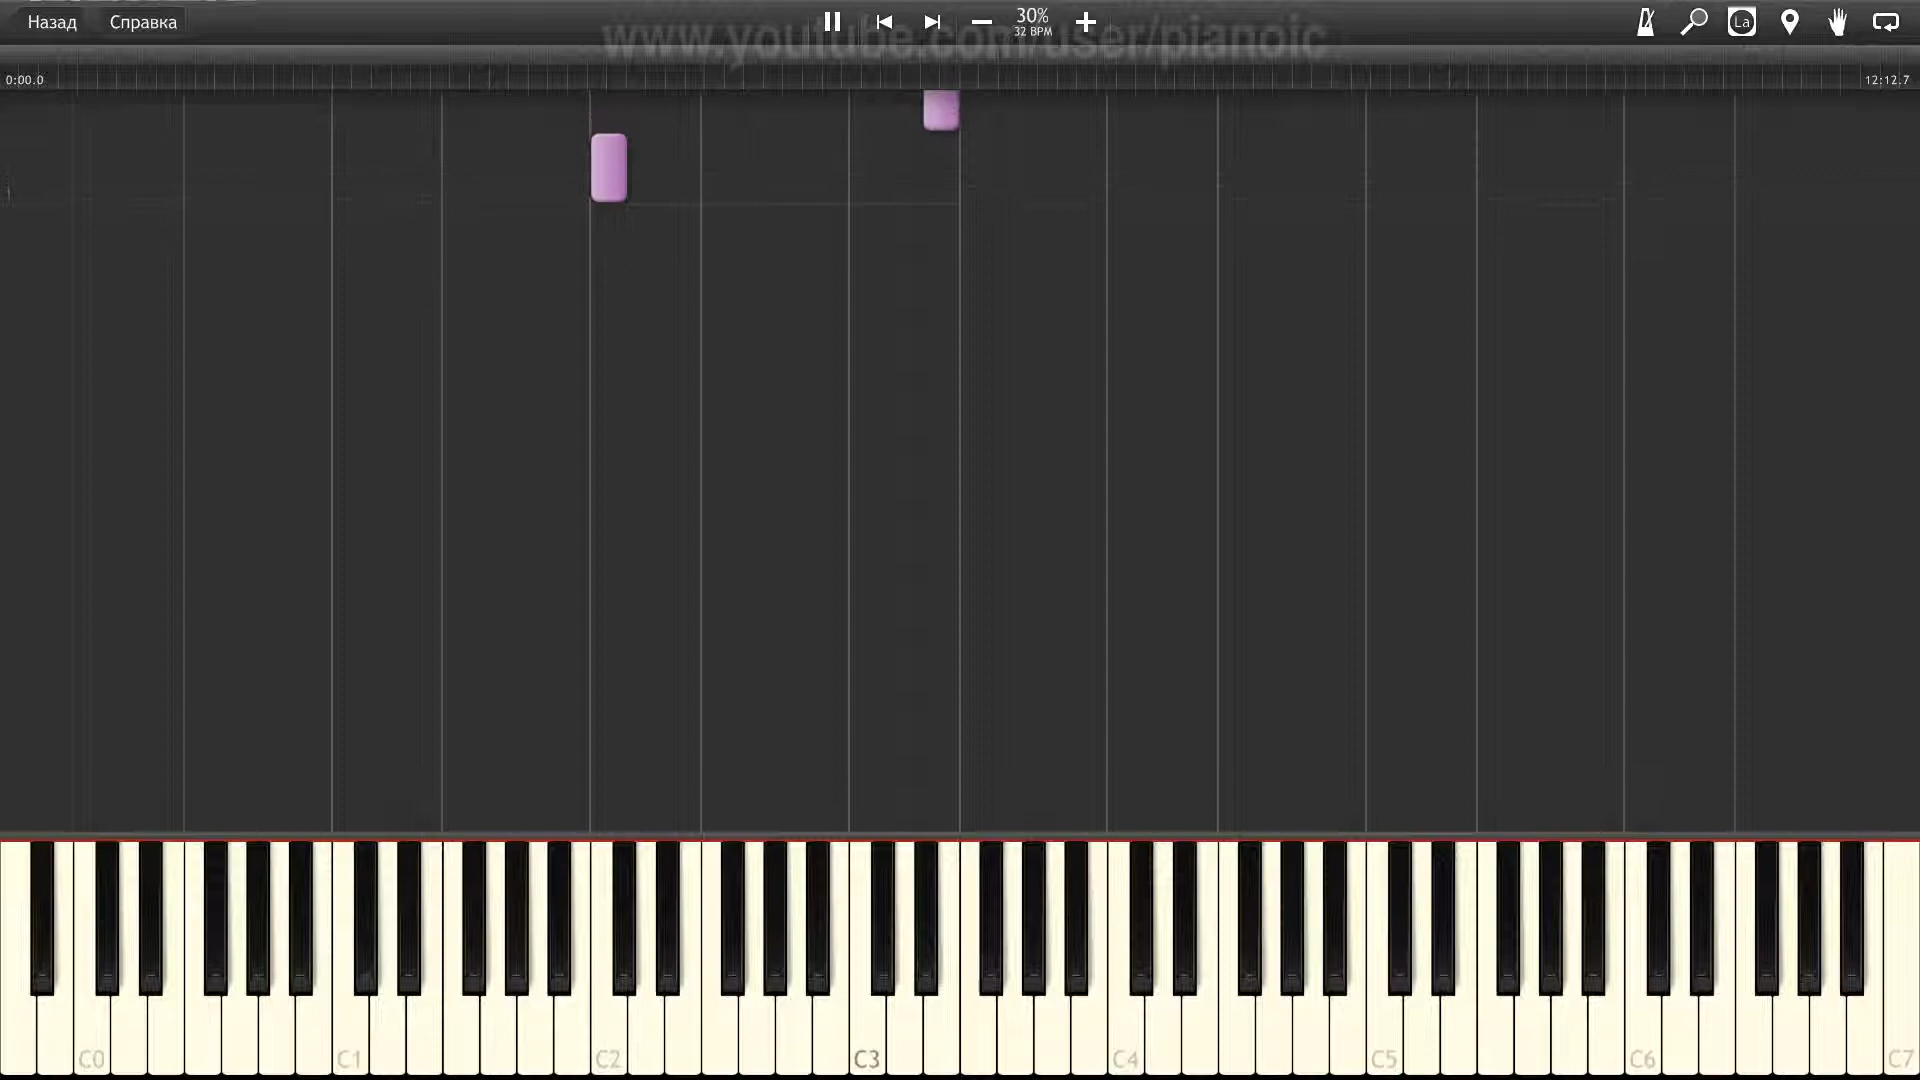 Назад Справка
30%
32 BPM
La
www.youtube.com/user/pianoic
0:00.0 12:12.7
C0 C1 C2 C3 C4 C5 C6 C7